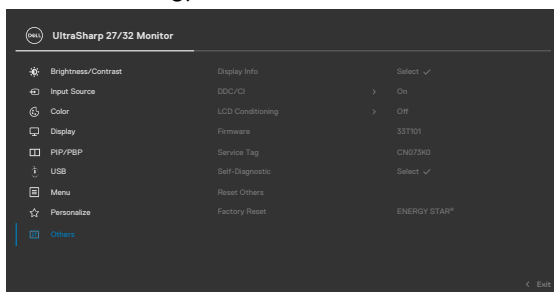 DELL UltraSharp 27/32 Monitor
Brightness/Contrast Display Info Select ✓
Input Source DDC/CI > On
Color LCD Conditioning > Off
Display Firmware 33T101
PIP/PBP Service Tag CN073K0
USB Self-Diagnostic Select ✓
Menu Reset Others
Personalize Factory Reset ENERGY STAR®
Others
< Exit